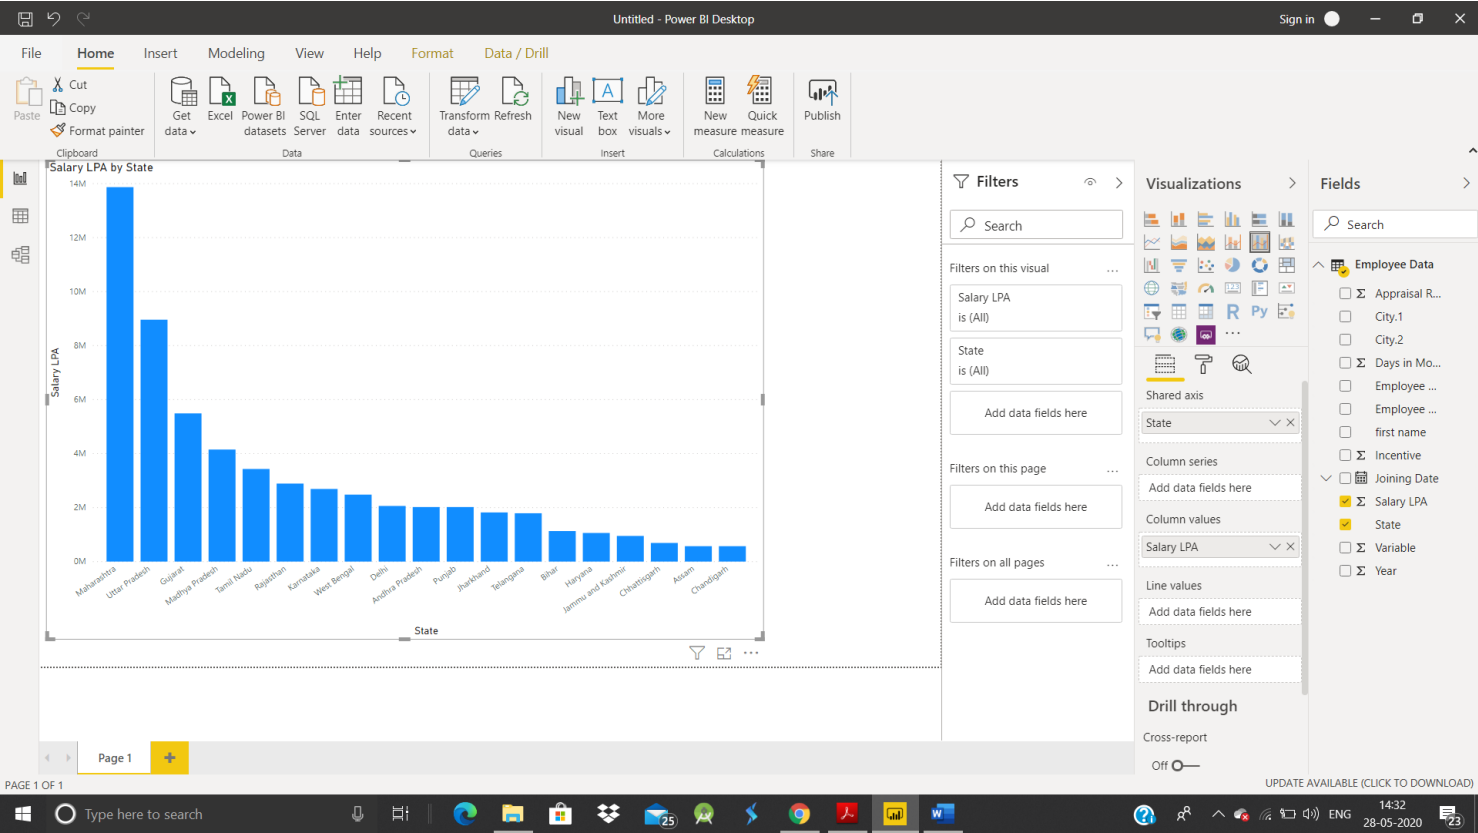 Untitled - Power BI Desktop
Sign in
File Home Insert Modeling View Help Format Data / Drill
Paste
Cut
Copy
Format painter
Clipboard
Get data
Excel
Power BI datasets
SQL Server
Enter data
Recent sources
Data
Transform data
Refresh
Queries
New visual
Text box
More visuals
Insert
New measure
Quick measure
Calculations
Publish
Share
Salary LPA by State
14M
12M
10M
8M
6M
4M
2M
0M
Salary LPA
Maharashtra
Uttar Pradesh
Gujarat
Madhya Pradesh
Tamil Nadu
Rajasthan
Karnataka
West Bengal
Delhi
Andhra Pradesh
Punjab
Jharkhand
Telangana
Bihar
Haryana
Jammu and Kashmir
Chhattisgarh
Assam
Chandigarh
State
Filters
Search
Filters on this visual
Salary LPA
is (All)
State
is (All)
Add data fields here
Filters on this page
Add data fields here
Filters on all pages
Add data fields here
Visualizations
R
Py
123
Shared axis
State
Column series
Add data fields here
Column values
Salary LPA
Line values
Add data fields here
Tooltips
Add data fields here
Drill through
Cross-report
Off
Fields
Search
Employee Data
Σ Appraisal R...
City.1
City.2
Σ Days in Mo...
Employee ...
Employee ...
first name
Σ Incentive
Joining Date
Σ Salary LPA
State
Σ Variable
Σ Year
Page 1
PAGE 1 OF 1
UPDATE AVAILABLE (CLICK TO DOWNLOAD)
Type here to search
25
ENG
14:32
28-05-2020
23